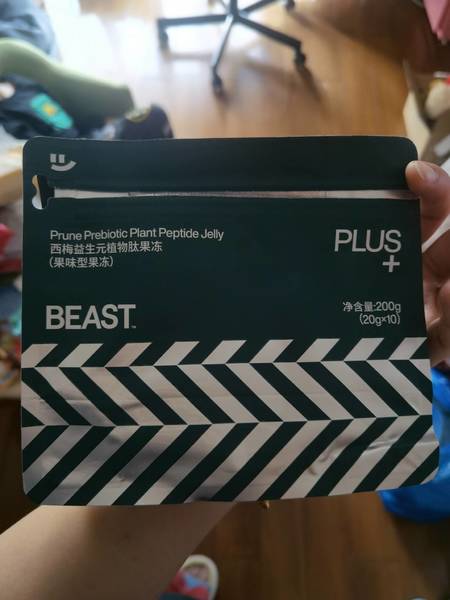 Prune Prebiotic Plant Peptide Jelly
西梅益生元植物肽果冻
(果味型果冻)
PLUS
+
BEAST™
净含量:200g
(20g×10)